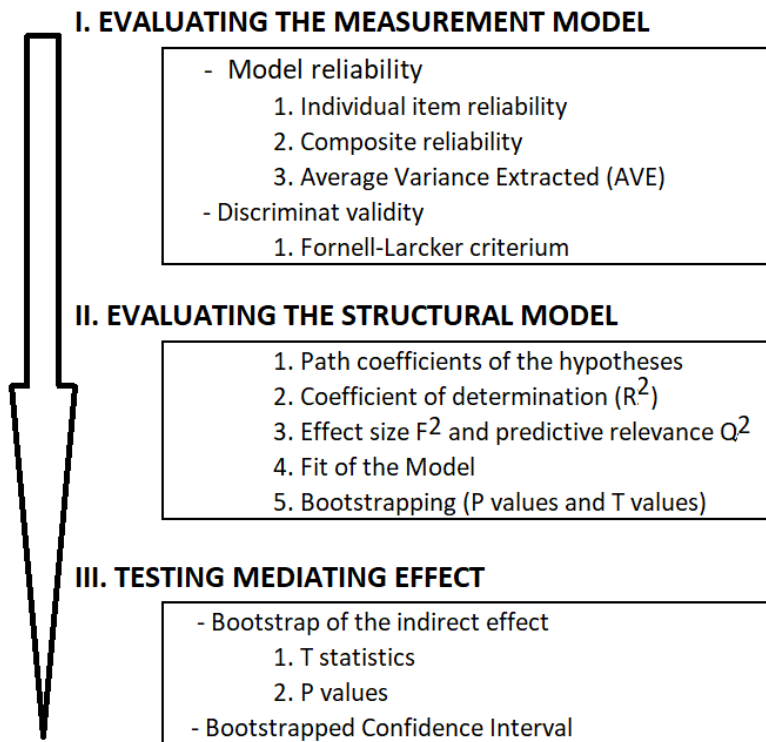 I. EVALUATING THE MEASUREMENT MODEL
- Model reliability
1. Individual item reliability
2. Composite reliability
3. Average Variance Extracted (AVE)
- Discriminat validity
1. Fornell-Larcker criterium
II. EVALUATING THE STRUCTURAL MODEL
1. Path coefficients of the hypotheses
2. Coefficient of determination (R²)
3. Effect size F² and predictive relevance Q²
4. Fit of the Model
5. Bootstrapping (P values and T values)
III. TESTING MEDIATING EFFECT
- Bootstrap of the indirect effect
1. T statistics
2. P values
- Bootstrapped Confidence Interval